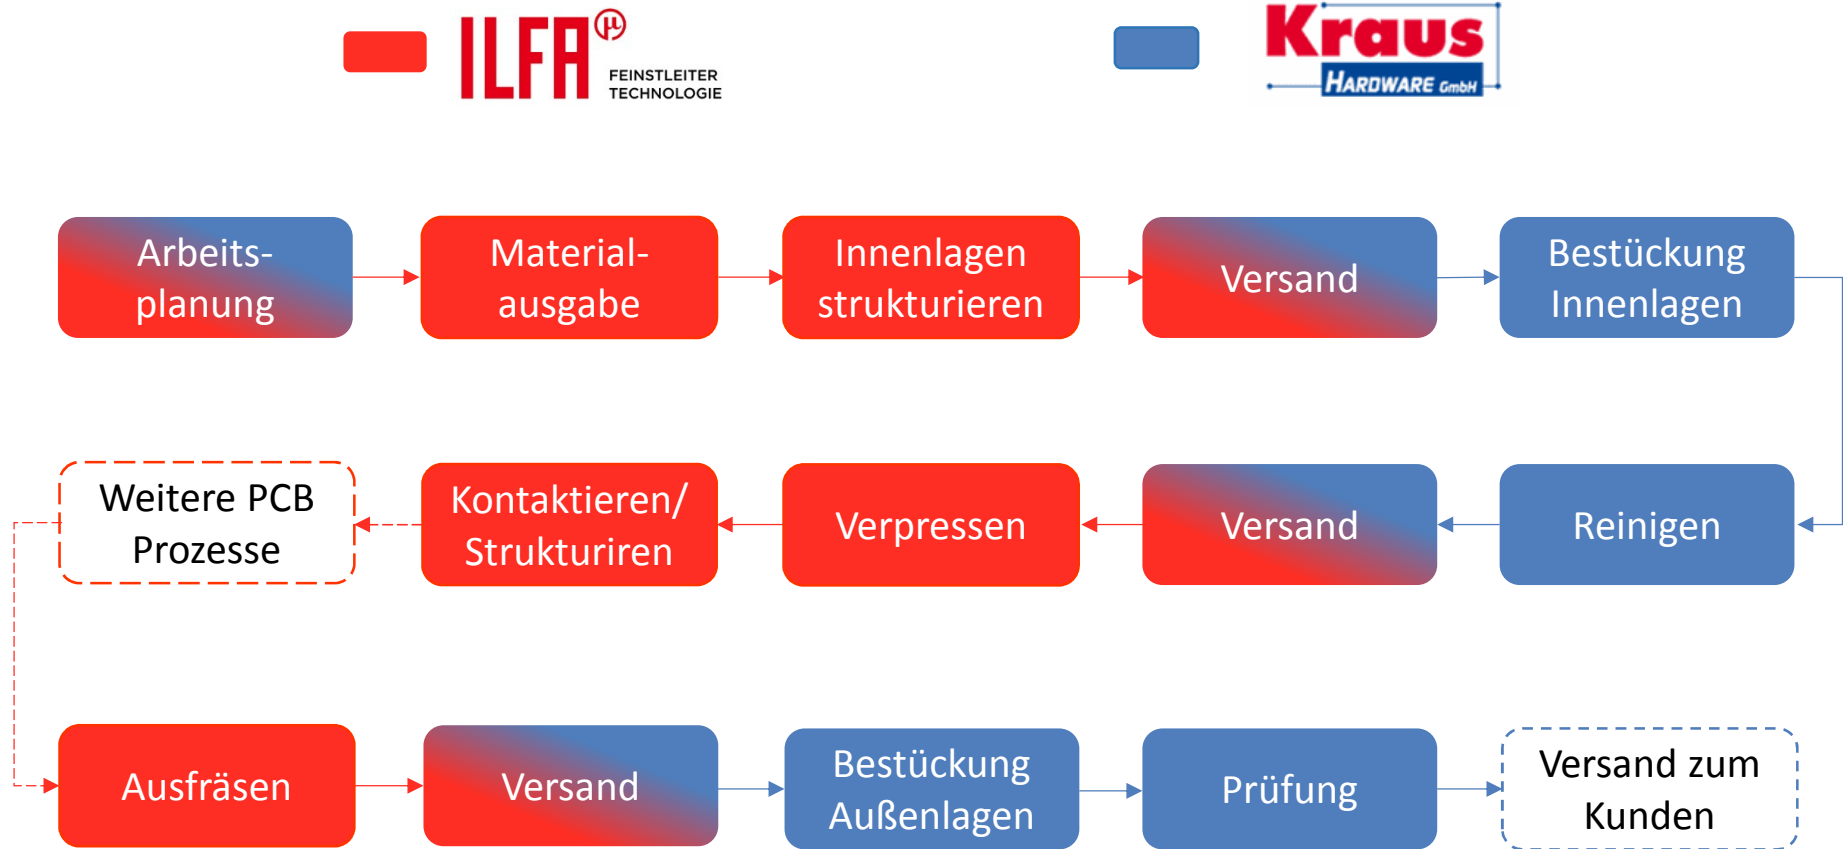 ILFA µ
FEINSTLEITER
TECHNOLOGIE
Kraus
HARDWARE GmbH
Arbeits-
planung
Material-
ausgabe
Innenlagen
strukturieren
Versand
Bestückung
Innenlagen
Weitere PCB
Prozesse
Kontaktieren/
Strukturiren
Verpressen
Versand
Reinigen
Ausfräsen
Versand
Bestückung
Außenlagen
Prüfung
Versand zum
Kunden